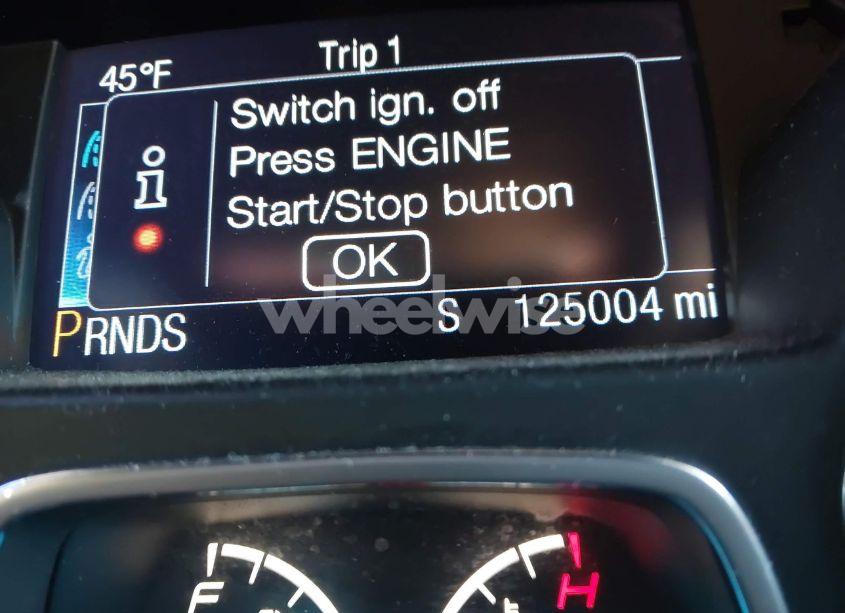 Trip 1
45°F
Switch ign. off
Press ENGINE
Start/Stop button
i
OK
PRNDS S 125004 mi
wheelwise
F H